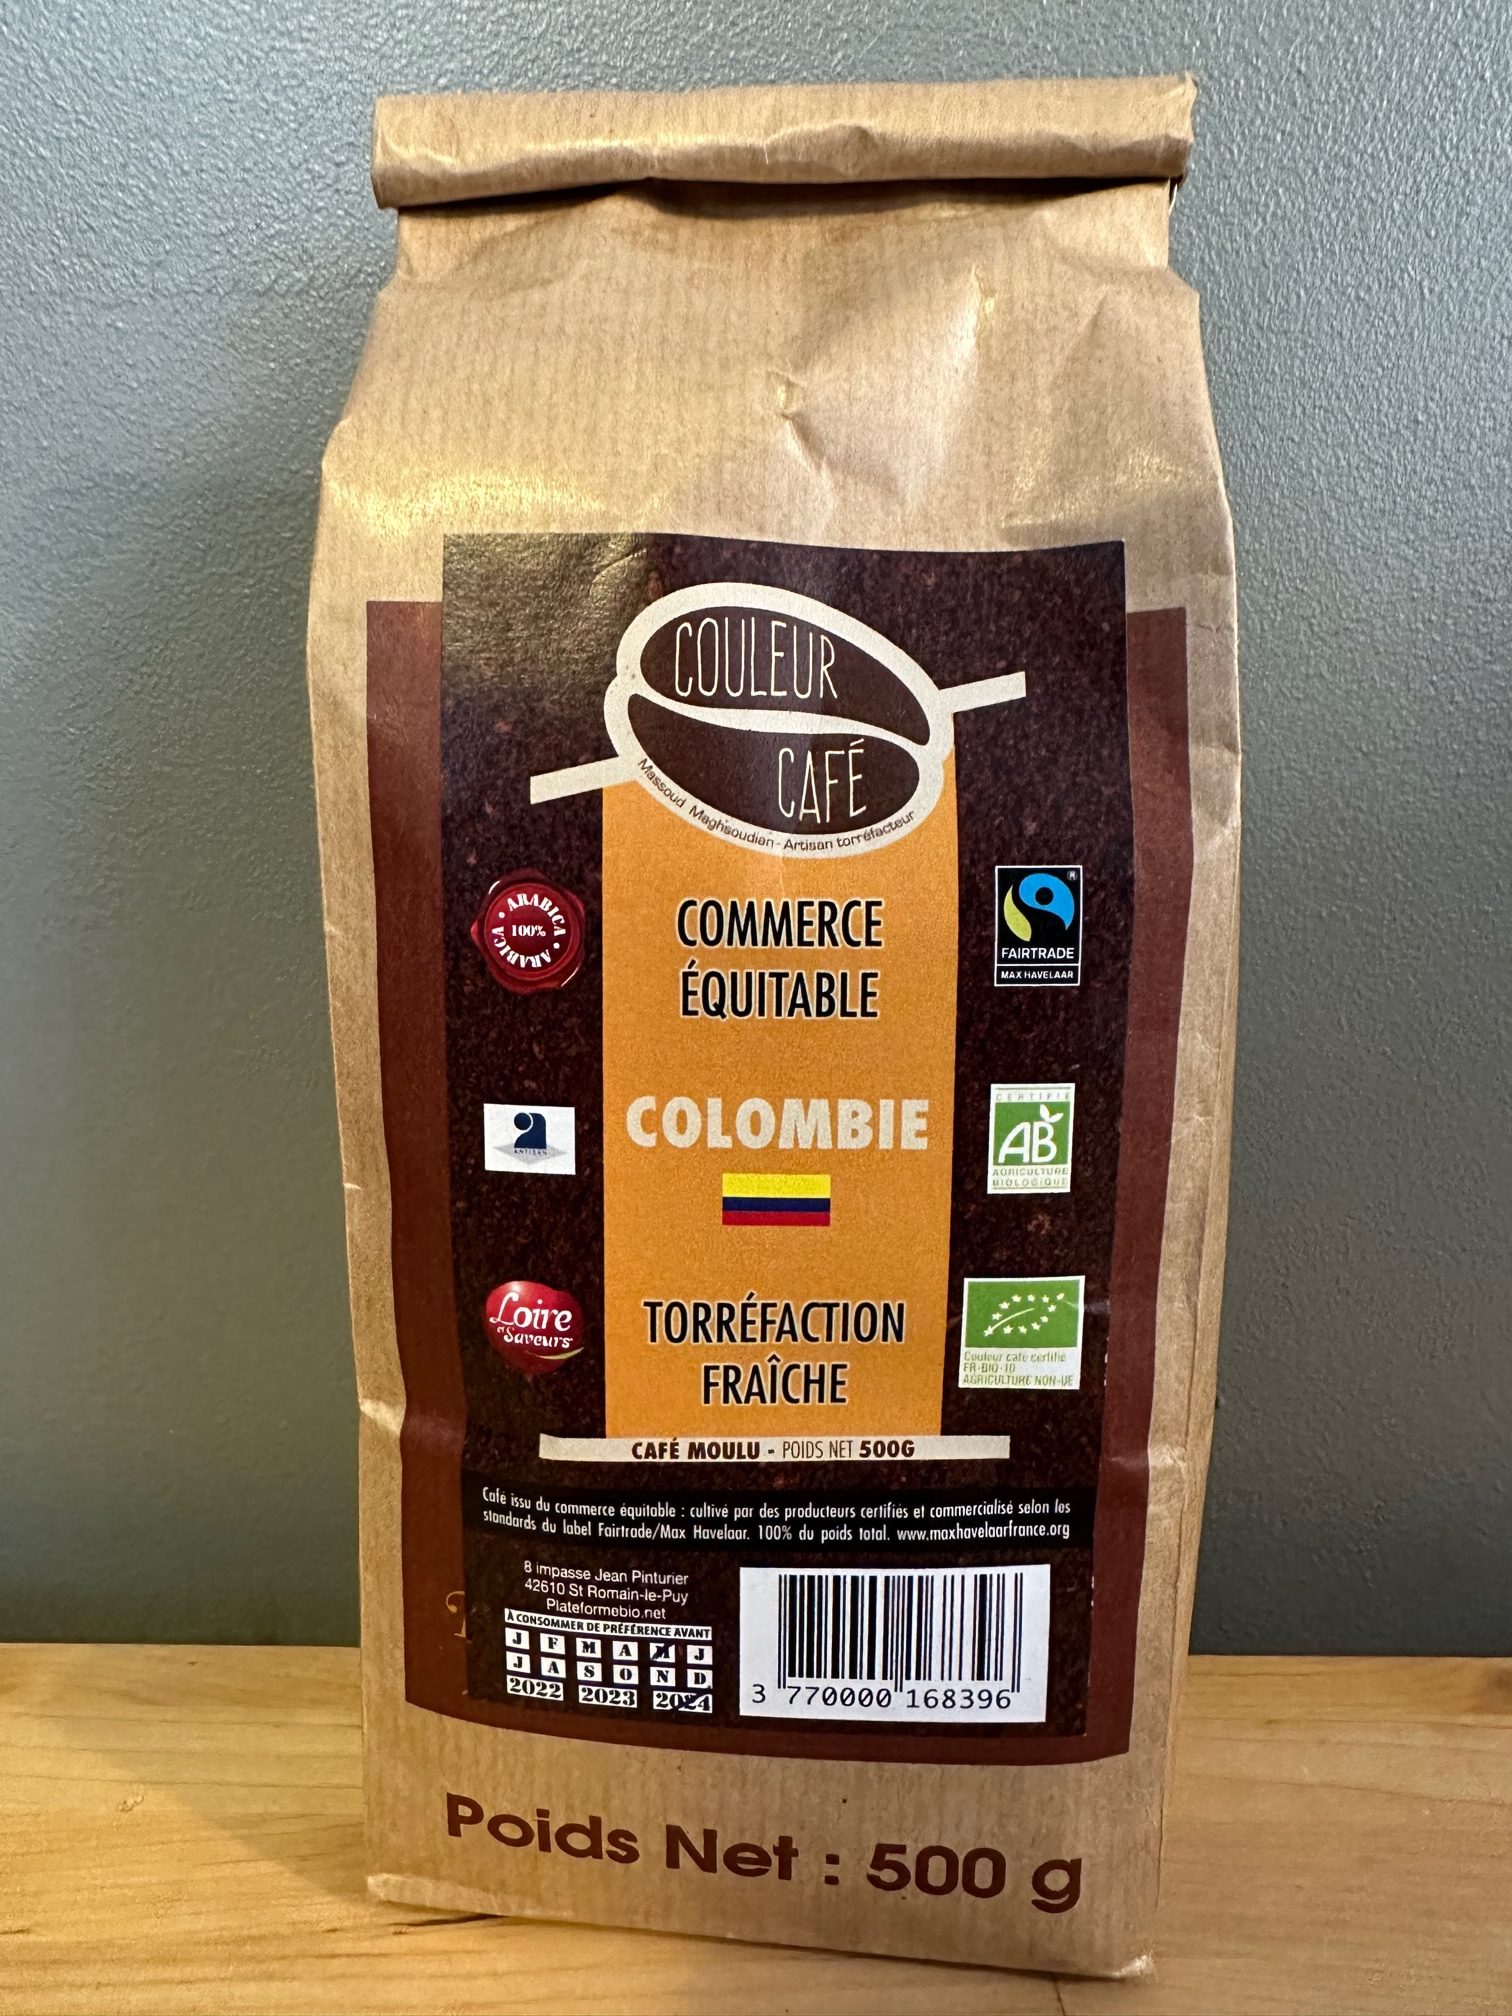 COULEUR
CAFÉ
Massoud Maghsoudian - Artisan torréfacteur
ARABICA • ARABICA •
100%
FAIRTRADE
MAX HAVELAAR
COMMERCE
ÉQUITABLE
ARTISAN
COLOMBIE
CERTIFIÉ
AB
AGRICULTURE
BIOLOGIQUE
Loire
et Saveurs
TORRÉFACTION
FRAÎCHE
Couleur café certifié
FR-BIO-10
AGRICULTURE NON-UE
CAFÉ MOULU - POIDS NET 500G
Café issu du commerce équitable : cultivé par des producteurs certifiés et commercialisé selon les
standards du label Fairtrade/Max Havelaar. 100% du poids total. www.maxhavelaarfrance.org
8 impasse Jean Pinturier
42610 St Romain-le-Puy
Plateformebio.net
À CONSOMMER DE PRÉFÉRENCE AVANT
J F M A M J
J A S O N D
2022 2023 2024
3 770000 168396
Poids Net : 500 g